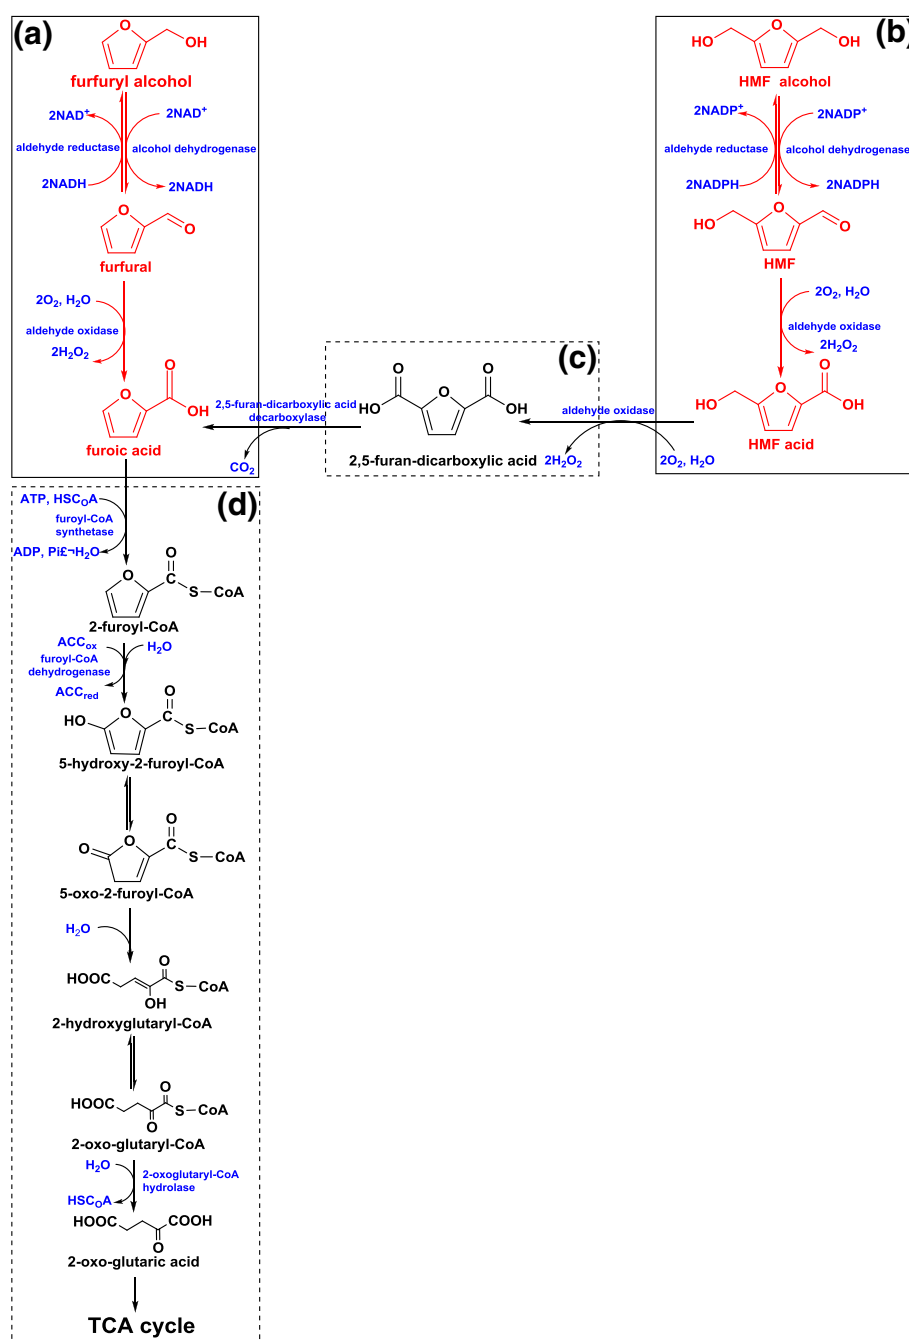 (a)
OH
O
furfuryl alcohol
2NAD+
2NAD+
aldehyde reductase
alcohol dehydrogenase
2NADH
2NADH
O
O
furfural
2O2, H2O
aldehyde oxidase
2H2O2
O
O
OH
furoic acid
(b)
HO
O
OH
HMF alcohol
2NADP+
2NADP+
aldehyde reductase
alcohol dehydrogenase
2NADPH
2NADPH
HO
O
O
HMF
2O2, H2O
aldehyde oxidase
2H2O2
O
HO
O
OH
HMF acid
aldehyde oxidase
2H2O2
2O2, H2O
(c)
O
O
O
HO
OH
2,5-furan-dicarboxylic acid
2,5-furan-dicarboxylic acid
decarboxylase
CO2
(d)
ATP, HSCOA
furoyl-CoA
synthetase
ADP, Pi£¬H2O
O
O
C
S
CoA
2-furoyl-CoA
ACCox
H2O
furoyl-CoA
dehydrogenase
ACCred
O
HO
O
C
S
CoA
5-hydroxy-2-furoyl-CoA
O
O
O
C
S
CoA
5-oxo-2-furoyl-CoA
H2O
O
HOOC
S
CoA
OH
2-hydroxyglutaryl-CoA
O
HOOC
S
CoA
O
2-oxo-glutaryl-CoA
H2O
2-oxoglutaryl-CoA
hydrolase
HSCOA
HOOC
COOH
O
2-oxo-glutaric acid
TCA cycle